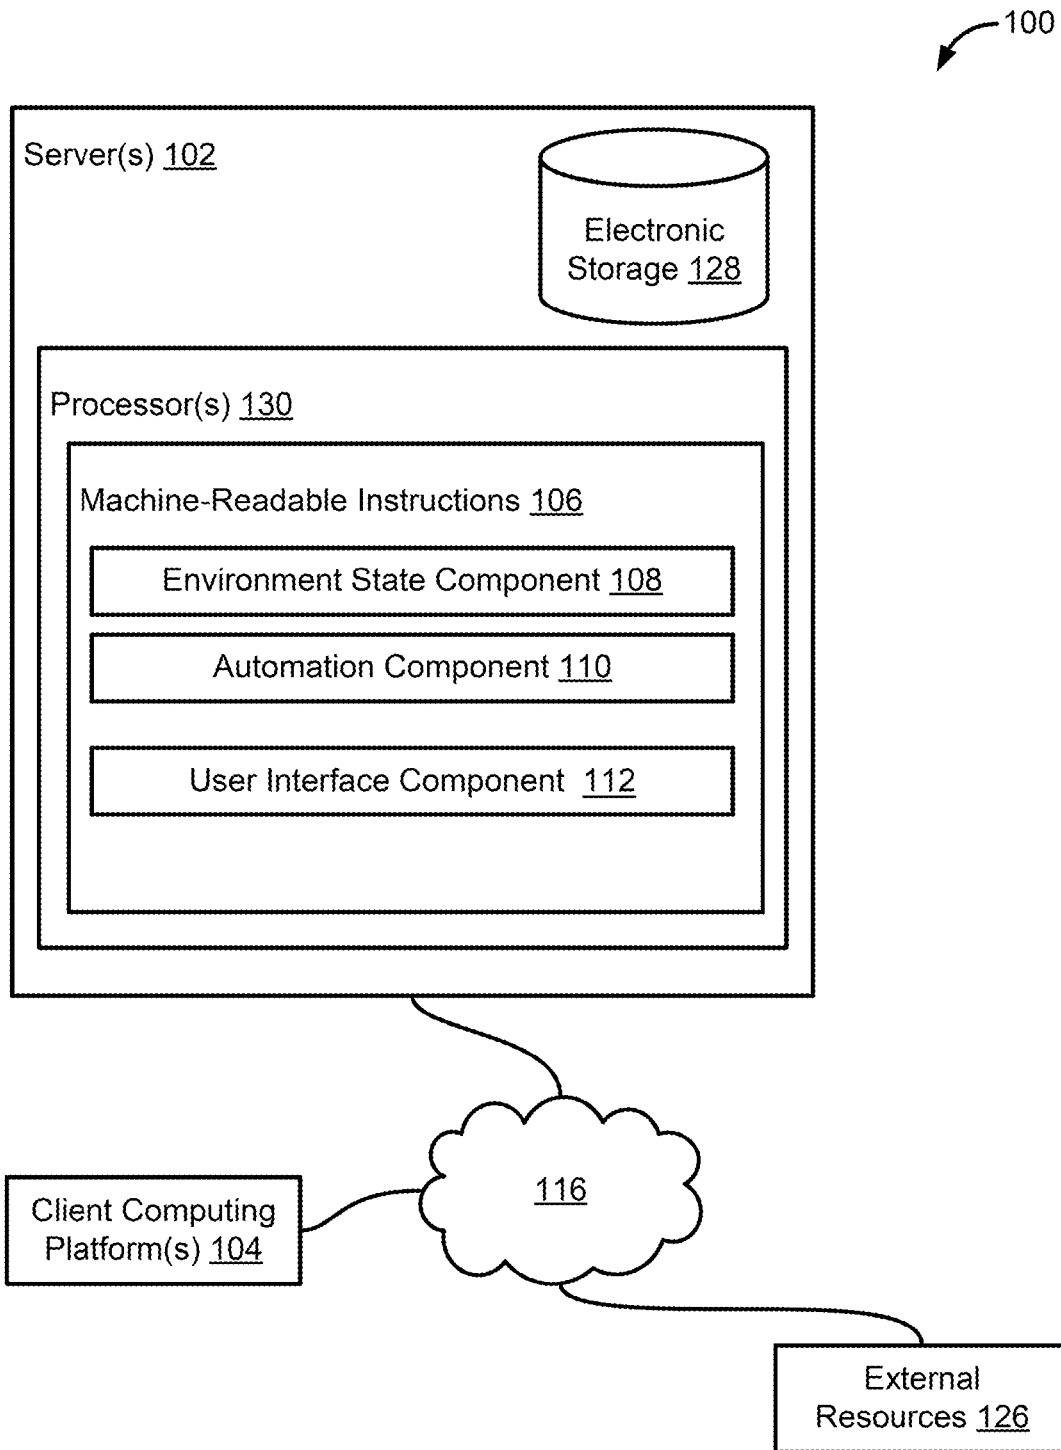 100
Server(s) 102
Electronic
Storage 128
Processor(s) 130
Machine-Readable Instructions 106
Environment State Component 108
Automation Component 110
User Interface Component 112
116
Client Computing
Platform(s) 104
External
Resources 126